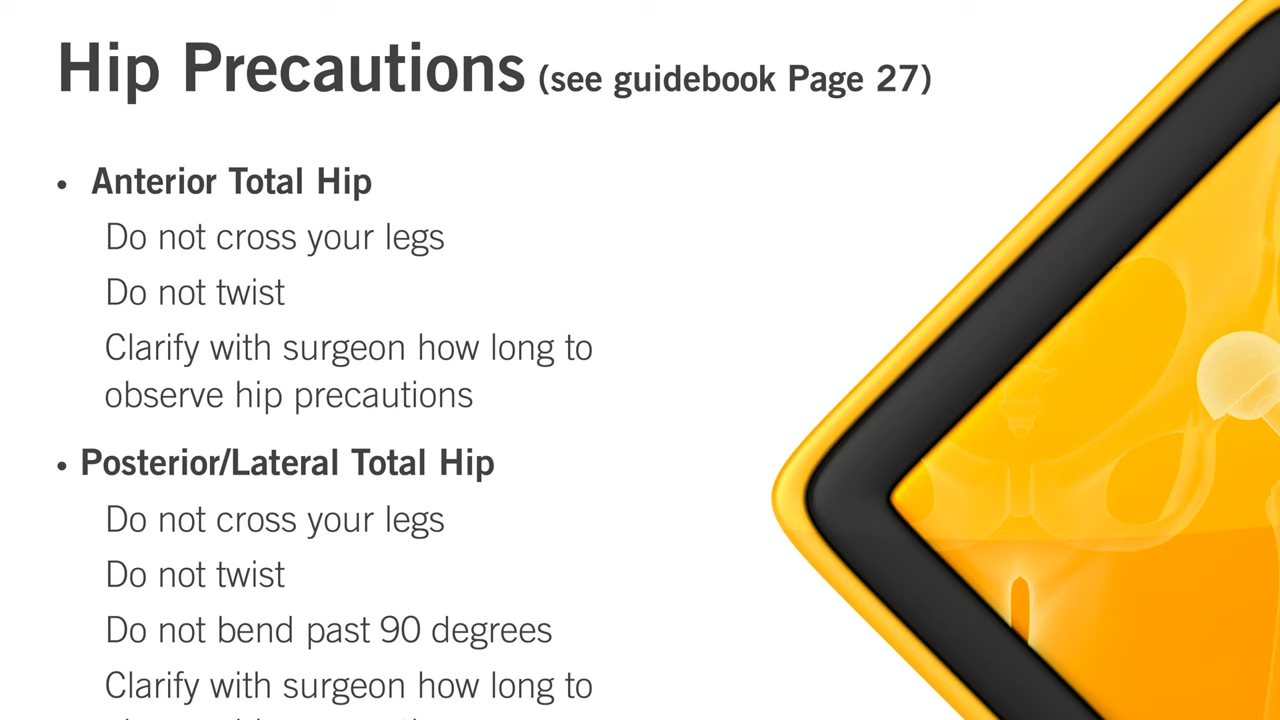 Hip Precautions (see guidebook Page 27)
• Anterior Total Hip
Do not cross your legs
Do not twist
Clarify with surgeon how long to
observe hip precautions
• Posterior/Lateral Total Hip
Do not cross your legs
Do not twist
Do not bend past 90 degrees
Clarify with surgeon how long to